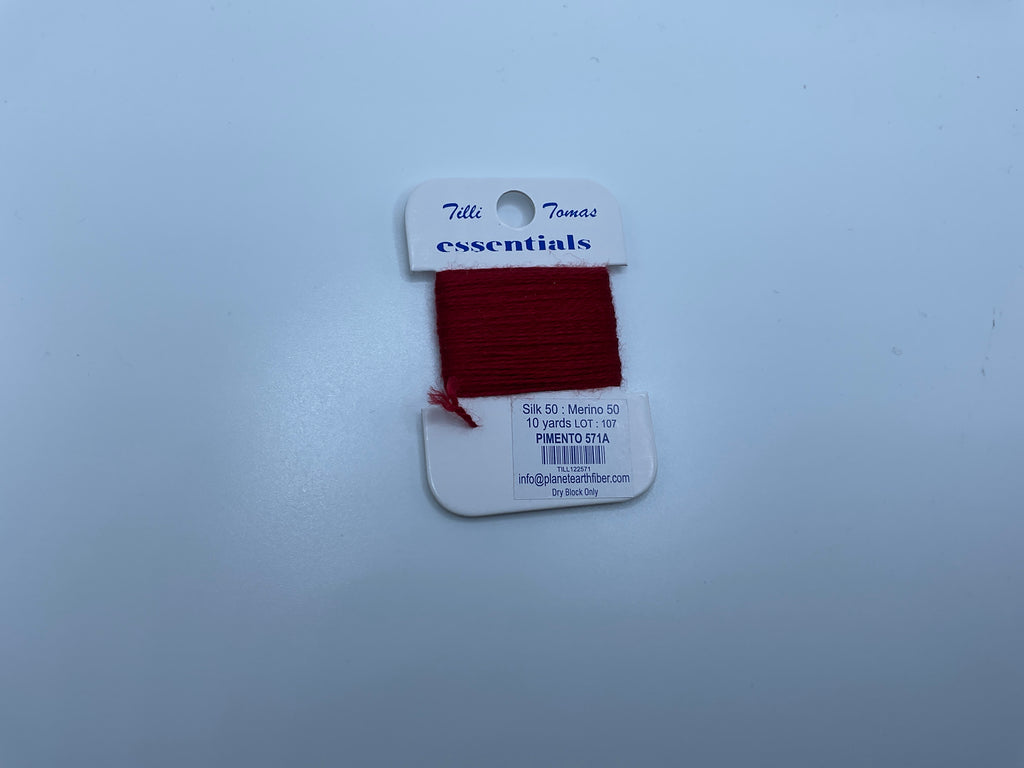 Tilli Tomas
essentials
Silk 50 : Merino 50
10 yards LOT : 107
PIMENTO 571A
TILL122571
info@planetearthfiber.com
Dry Block Only